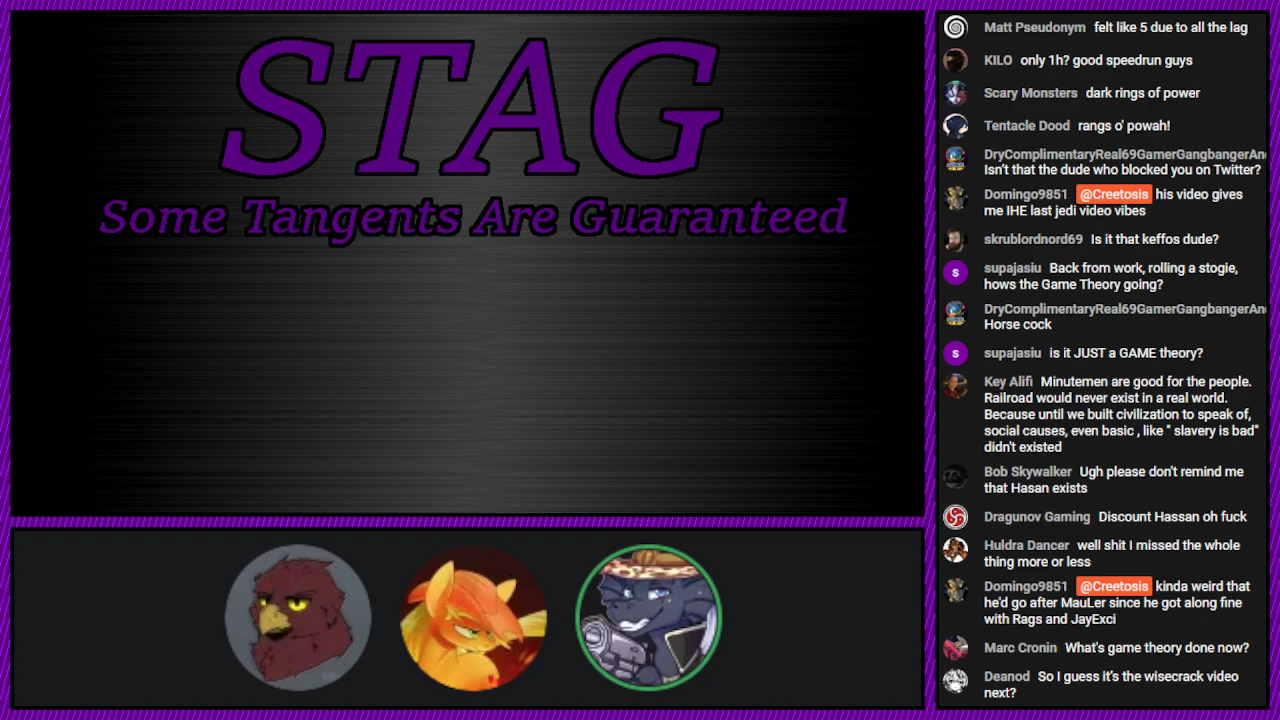 STAG
Some Tangents Are Guaranteed
Matt Pseudonym felt like 5 due to all the lag
KILO only 1h? good speedrun guys
Scary Monsters dark rings of power
Tentacle Dood rangs o' powah!
DryComplimentaryReal69GamerGangbangerAn
Isn't that the dude who blocked you on Twitter?
Domingo9851 @Creetosis his video gives
me IHE last jedi video vibes
skrublordnord69 Is it that keffos dude?
s supajasiu Back from work, rolling a stogie,
hows the Game Theory going?
DryComplimentaryReal69GamerGangbangerAn
Horse cock
s supajasiu is it JUST a GAME theory?
Key Alifi Minutemen are good for the people.
Railroad would never exist in a real world.
Because until we built civilization to speak of,
social causes, even basic , like " slavery is bad"
didn't existed
Bob Skywalker Ugh please don't remind me
that Hasan exists
Dragunov Gaming Discount Hassan oh fuck
Huldra Dancer well shit I missed the whole
thing more or less
Domingo9851 @Creetosis kinda weird that
he'd go after MauLer since he got along fine
with Rags and JayExci
Marc Cronin What's game theory done now?
Deanod So I guess it's the wisecrack video
next?